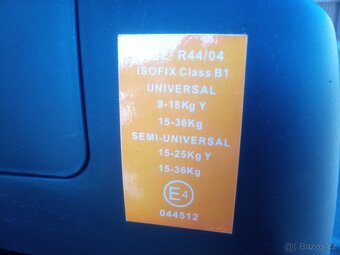 R44/04
ISOFIX Class B1
UNIVERSAL
9-18Kg Y
15-36Kg
SEMI-UNIVERSAL
15-25Kg Y
15-36Kg
E4
044512